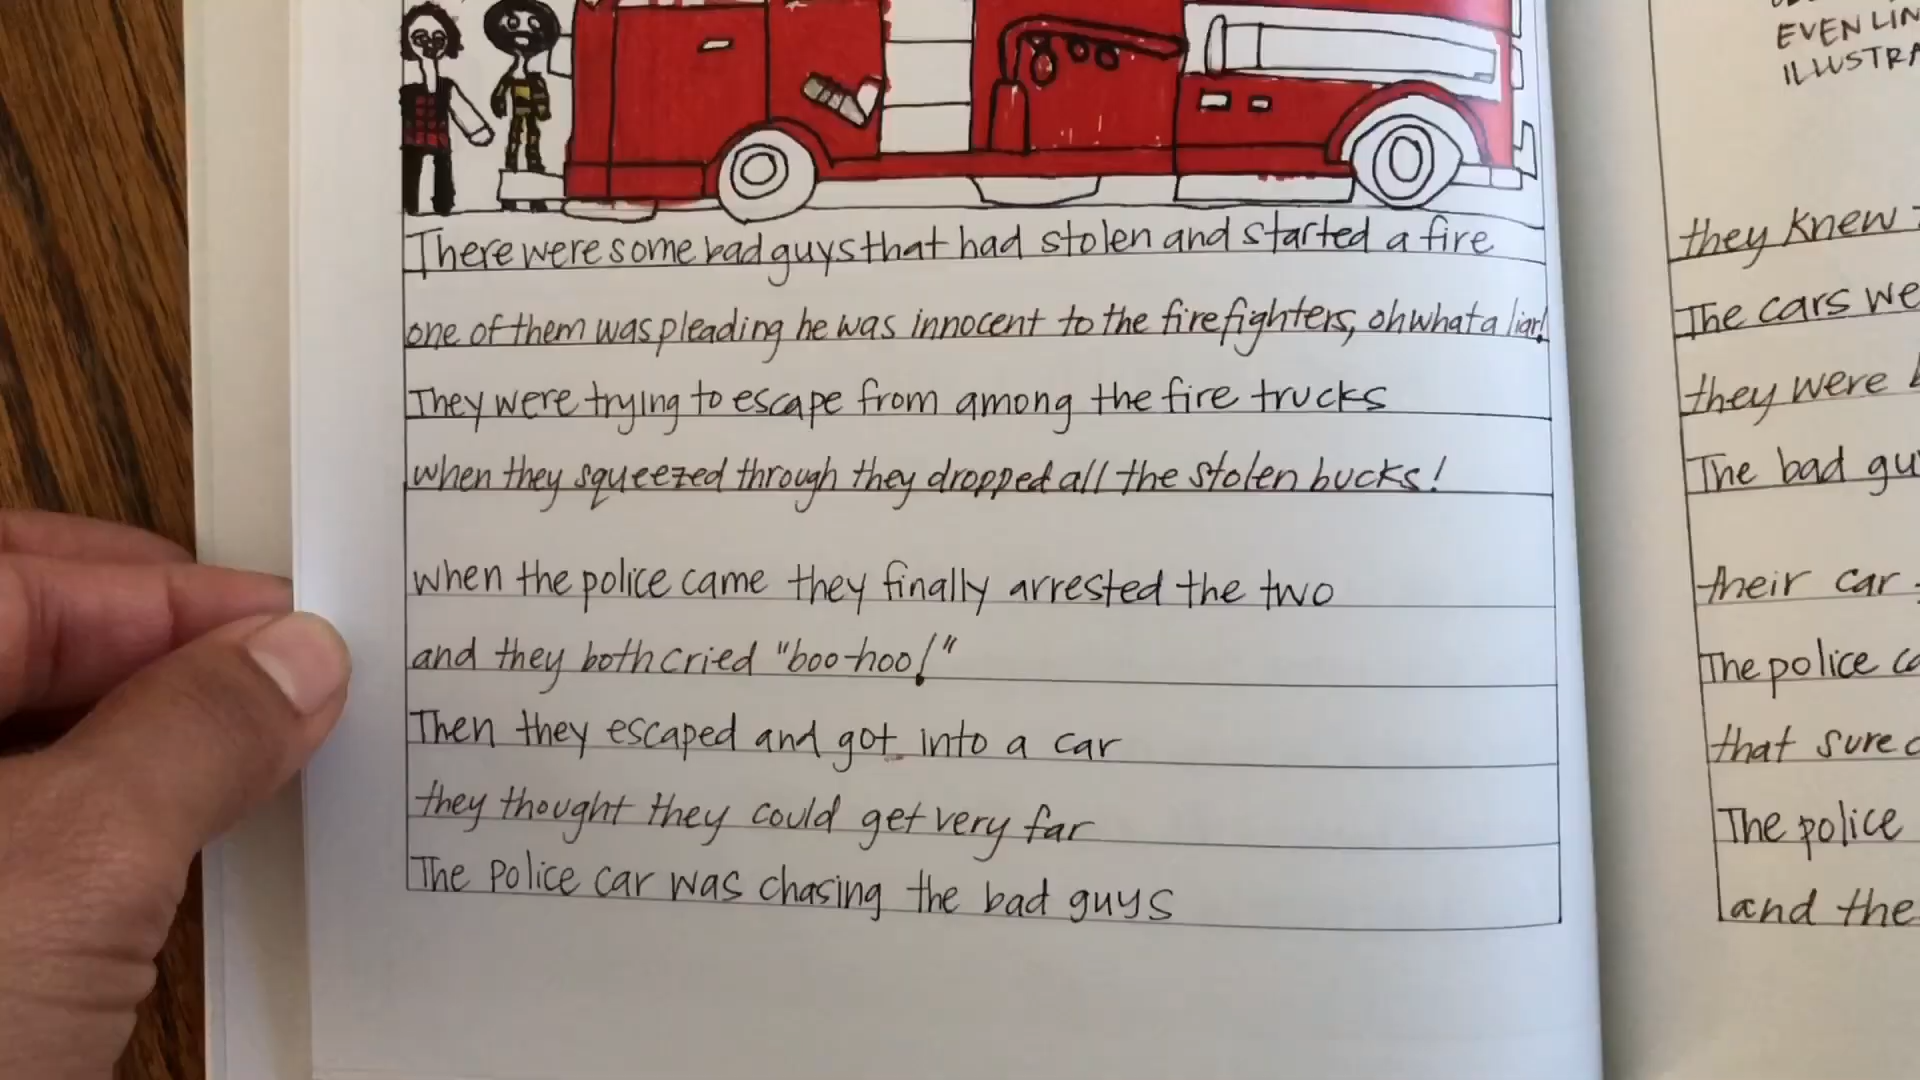 There were some bad guys that had stolen and started a fire
one of them was pleading he was innocent to the firefighters, oh what a liar!
They were trying to escape from among the fire trucks
when they squeezed through they dropped all the stolen bucks!
when the police came they finally arrested the two
and they both cried "boo-hoo!"
Then they escaped and got into a car
they thought they could get very far
The police car was chasing the bad guys
EVEN
ILLUSTRA
they knew
The cars we
they were
The bad gu
their car
The police
that sure
The police
and the